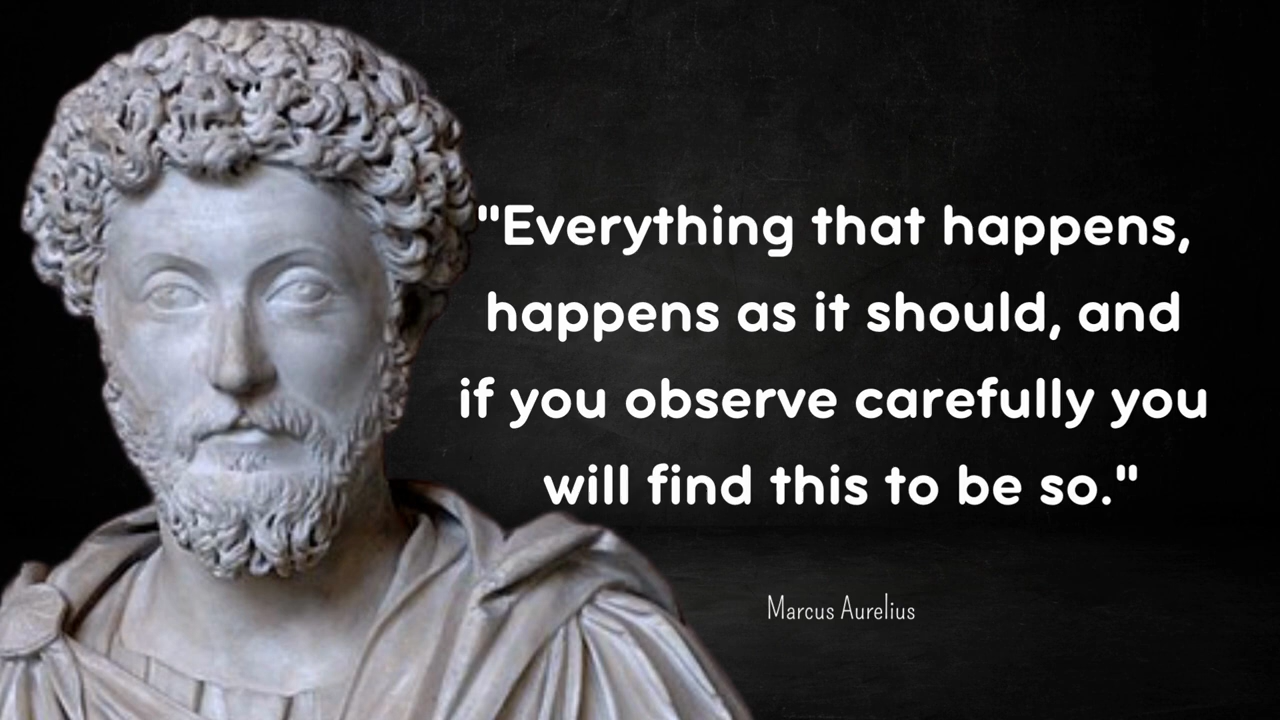 "Everything that happens,
happens as it should, and
if you observe carefully you
will find this to be so."
Marcus Aurelius